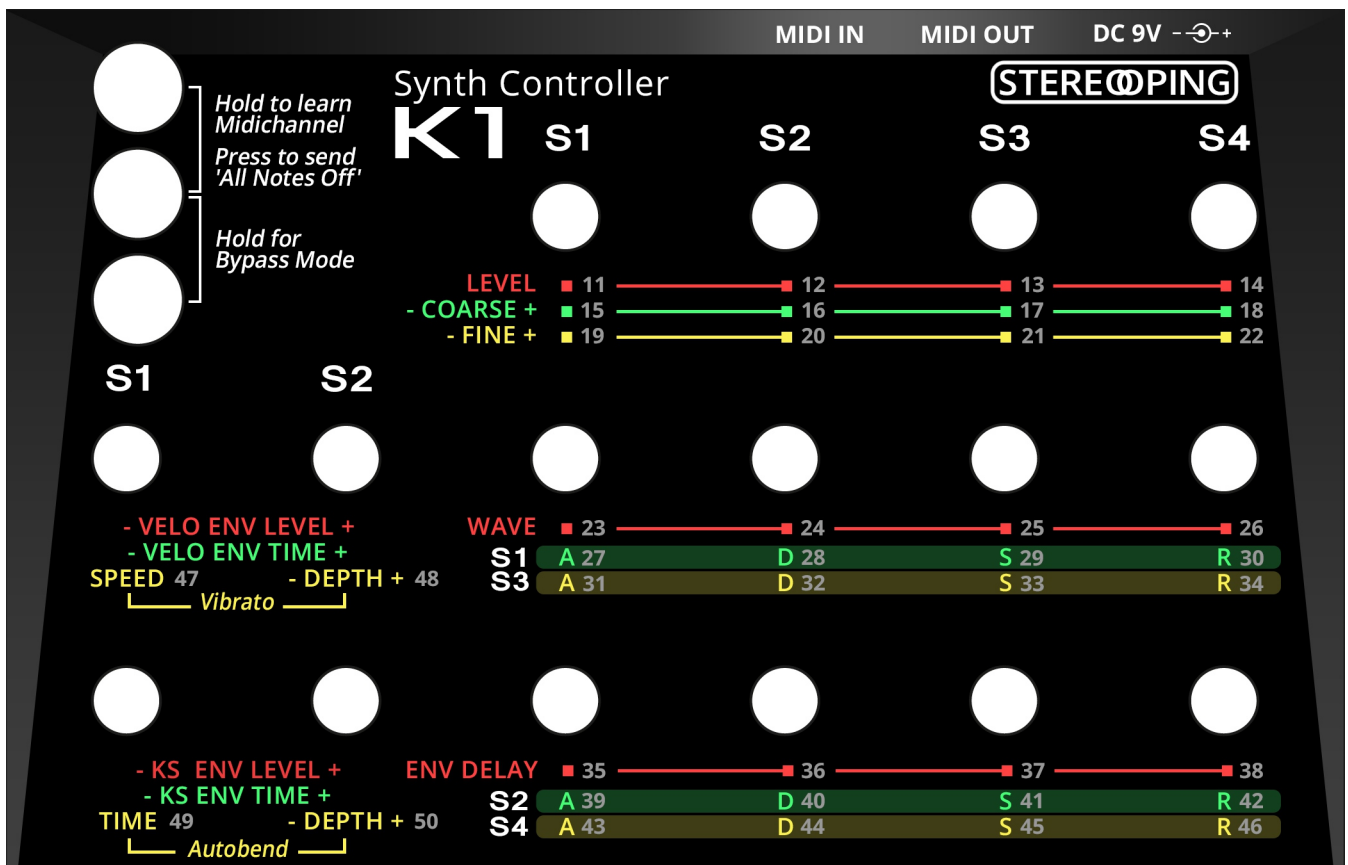 MIDI IN MIDI OUT DC 9V - +
Synth Controller
STEREOOPING
K1
Hold to learn
Midichannel
Press to send
'All Notes Off'
Hold for
Bypass Mode
S1 S2 S3 S4
LEVEL 11 12 13 14
- COARSE + 15 16 17 18
- FINE + 19 20 21 22
S1 S2
- VELO ENV LEVEL +
- VELO ENV TIME +
SPEED 47 - DEPTH + 48
Vibrato
WAVE 23 24 25 26
S1 A 27 D 28 S 29 R 30
S3 A 31 D 32 S 33 R 34
- KS ENV LEVEL +
- KS ENV TIME +
TIME 49 - DEPTH + 50
Autobend
ENV DELAY 35 36 37 38
S2 A 39 D 40 S 41 R 42
S4 A 43 D 44 S 45 R 46